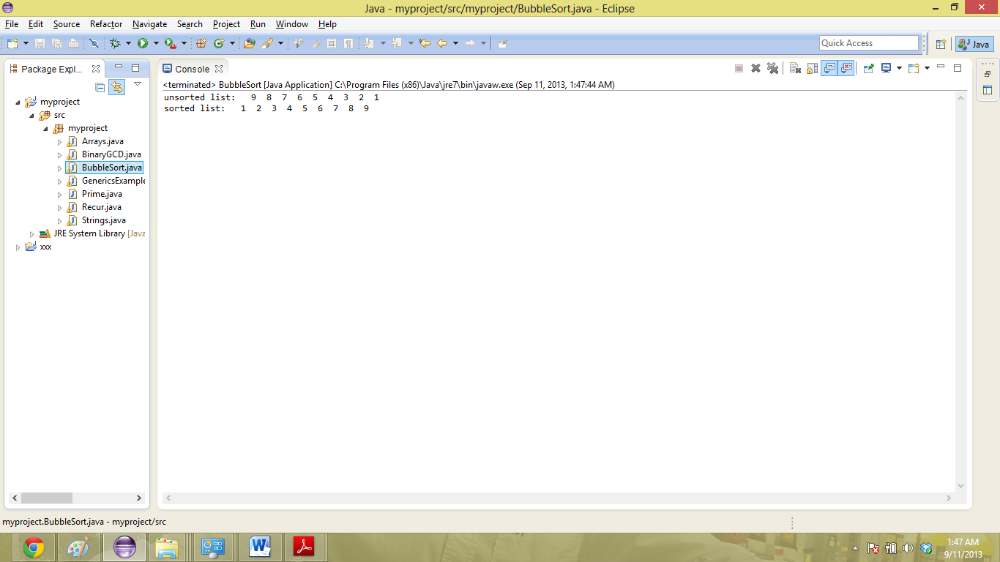 Java - myproject/src/myproject/BubbleSort.java - Eclipse
File Edit Source Refactor Navigate Search Project Run Window Help
Quick Access
Java
Package Expl...
myproject
src
myproject
Arrays.java
BinaryGCD.java
BubbleSort.java
GenericsExample
Prime.java
Recur.java
Strings.java
JRE System Library [Java
xxx
Console
<terminated> BubbleSort [Java Application] C:\Program Files (x86)\Java\jre7\bin\javaw.exe (Sep 11, 2013, 1:47:44 AM)
unsorted list:   9  8  7  6  5  4  3  2  1
sorted list:   1  2  3  4  5  6  7  8  9
myproject.BubbleSort.java - myproject/src
1:47 AM
9/11/2013